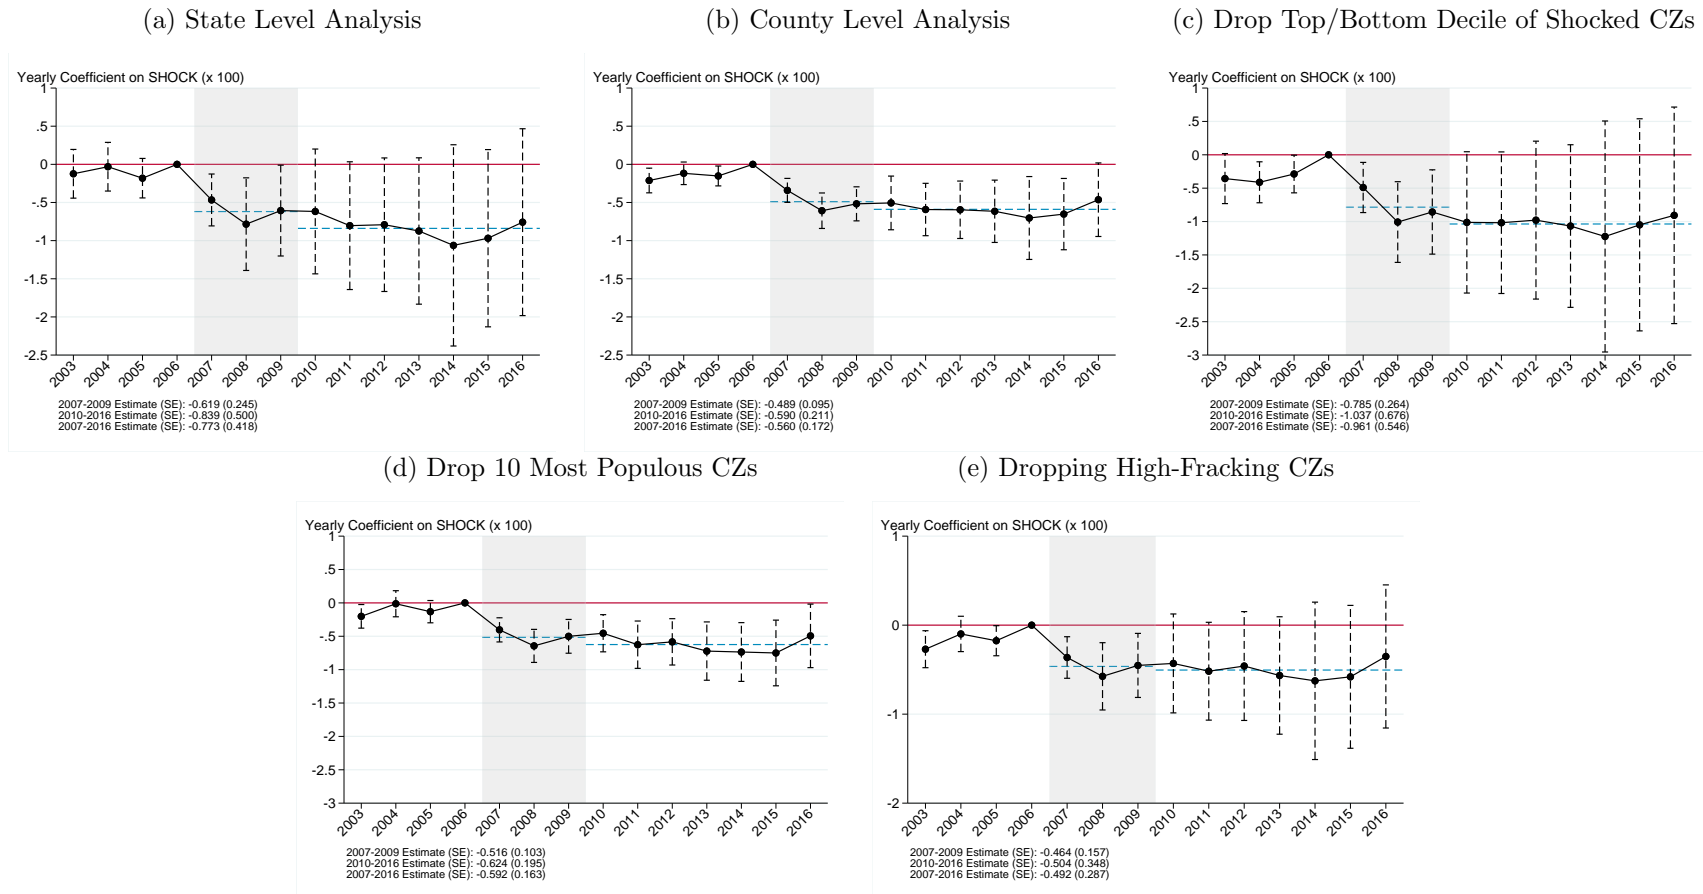 (a) State Level Analysis
Yearly Coefficient on SHOCK (x 100)
1
.5
0
-.5
-1
-1.5
-2
-2.5
2003 2004 2005 2006 2007 2008 2009 2010 2011 2012 2013 2014 2015 2016
2007-2009 Estimate (SE): -0.619 (0.245)
2010-2016 Estimate (SE): -0.839 (0.500)
2007-2016 Estimate (SE): -0.773 (0.418)
(b) County Level Analysis
Yearly Coefficient on SHOCK (x 100)
1
.5
0
-.5
-1
-1.5
-2
-2.5
2003 2004 2005 2006 2007 2008 2009 2010 2011 2012 2013 2014 2015 2016
2007-2009 Estimate (SE): -0.489 (0.095)
2010-2016 Estimate (SE): -0.590 (0.211)
2007-2016 Estimate (SE): -0.560 (0.172)
(c) Drop Top/Bottom Decile of Shocked CZs
Yearly Coefficient on SHOCK (x 100)
1
.5
0
-.5
-1
-1.5
-2
-2.5
-3
2003 2004 2005 2006 2007 2008 2009 2010 2011 2012 2013 2014 2015 2016
2007-2009 Estimate (SE): -0.785 (0.264)
2010-2016 Estimate (SE): -1.037 (0.676)
2007-2016 Estimate (SE): -0.961 (0.546)
(d) Drop 10 Most Populous CZs
Yearly Coefficient on SHOCK (x 100)
1
.5
0
-.5
-1
-1.5
-2
-2.5
-3
2003 2004 2005 2006 2007 2008 2009 2010 2011 2012 2013 2014 2015 2016
2007-2009 Estimate (SE): -0.516 (0.103)
2010-2016 Estimate (SE): -0.624 (0.195)
2007-2016 Estimate (SE): -0.592 (0.163)
(e) Dropping High-Fracking CZs
Yearly Coefficient on SHOCK (x 100)
1
0
-1
-2
2003 2004 2005 2006 2007 2008 2009 2010 2011 2012 2013 2014 2015 2016
2007-2009 Estimate (SE): -0.464 (0.157)
2010-2016 Estimate (SE): -0.504 (0.348)
2007-2016 Estimate (SE): -0.492 (0.287)